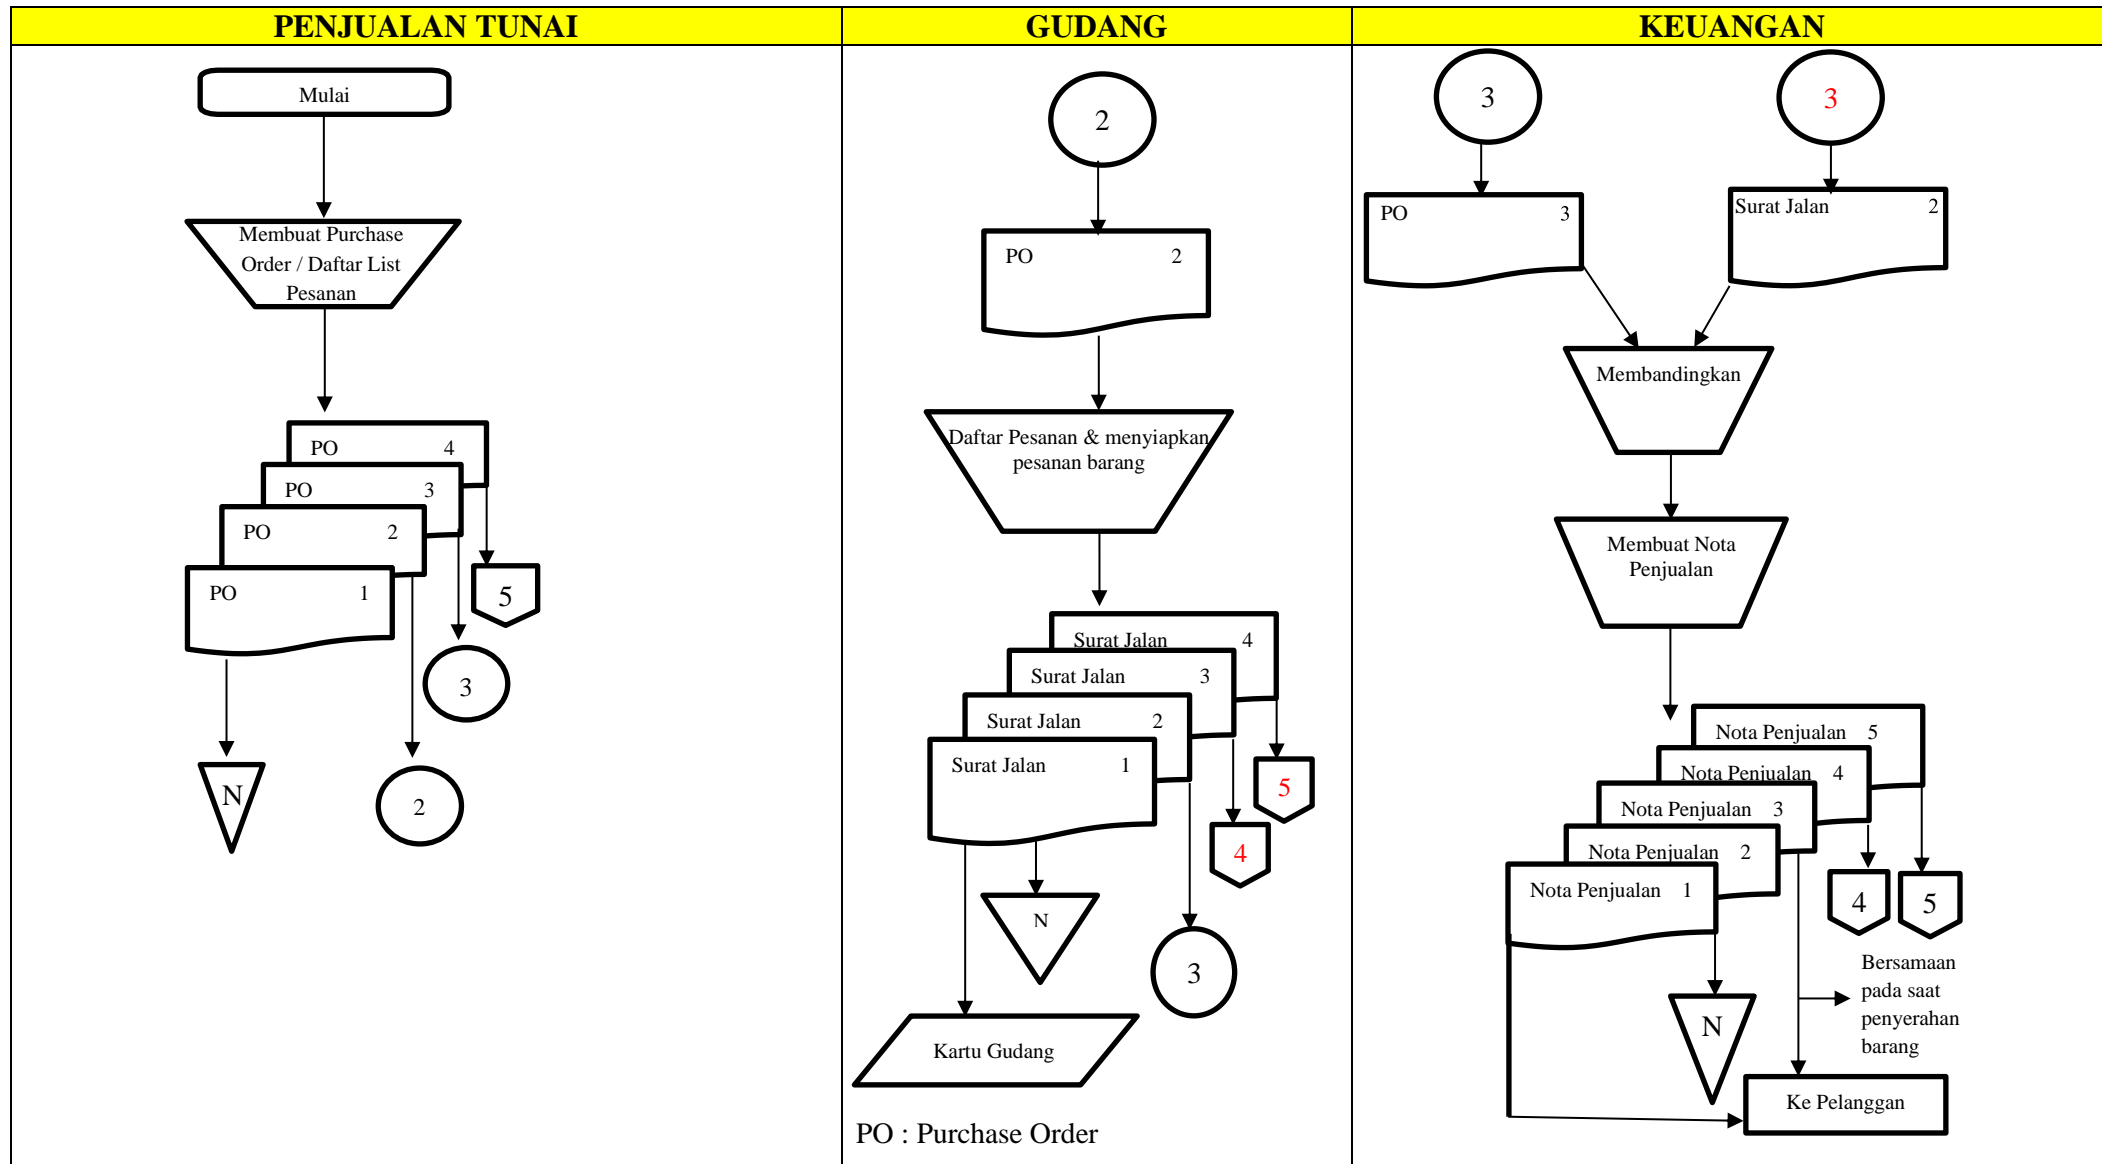 PENJUALAN TUNAI
GUDANG
KEUANGAN
Mulai
Membuat Purchase
Order / Daftar List
Pesanan
PO 4
PO 3
PO 2
PO 1
5
3
N
2
2
PO 2
Daftar Pesanan & menyiapkan
pesanan barang
Surat Jalan 4
Surat Jalan 3
Surat Jalan 2
Surat Jalan 1
5
4
N
3
Kartu Gudang
PO : Purchase Order
3
3
PO 3
Surat Jalan 2
Membandingkan
Membuat Nota
Penjualan
Nota Penjualan 5
Nota Penjualan 4
Nota Penjualan 3
Nota Penjualan 2
Nota Penjualan 1
4
5
Bersamaan
pada saat
penyerahan
barang
N
Ke Pelanggan